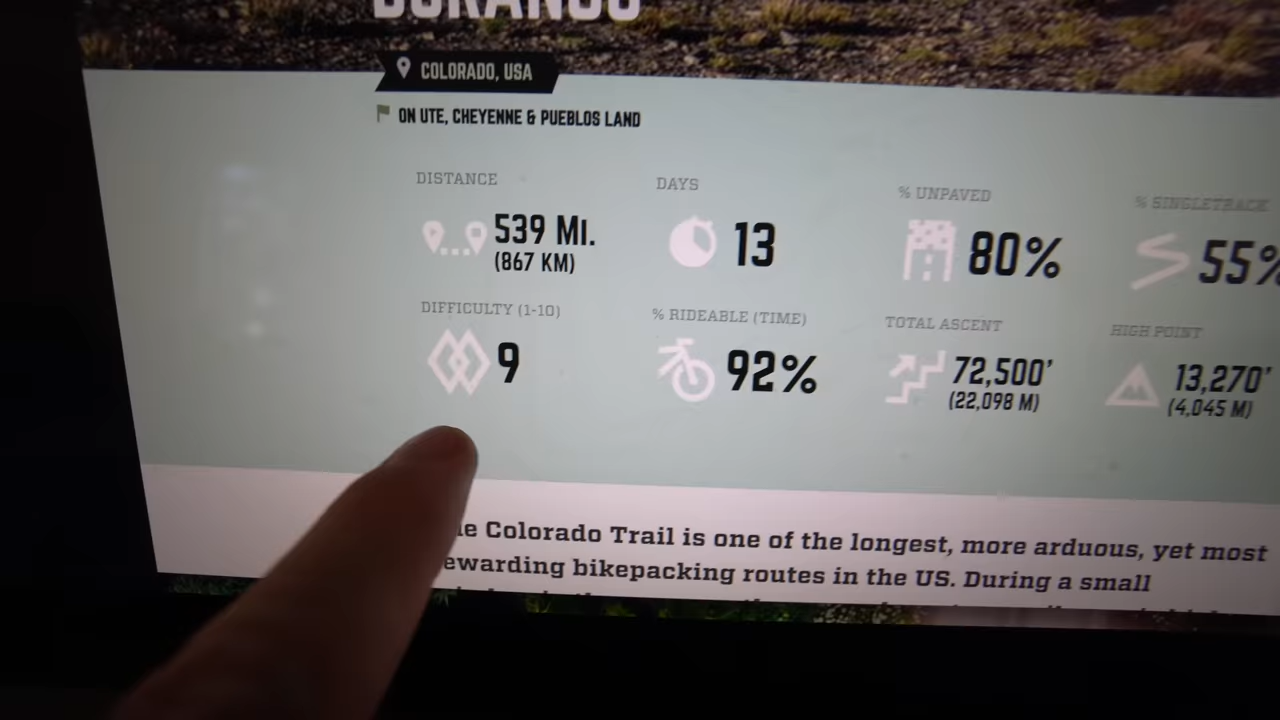 DURANGO
COLORADO, USA
ON UTE, CHEYENNE & PUEBLOS LAND
DISTANCE
539 MI.
(867 KM)
DAYS
13
% UNPAVED
80%
% SINGLETRACK
55%
DIFFICULTY (1-10)
9
% RIDEABLE (TIME)
92%
TOTAL ASCENT
72,500'
(22,098 M)
HIGH POINT
13,270'
(4,045 M)
e Colorado Trail is one of the longest, more arduous, yet most
ewarding bikepacking routes in the US. During a small